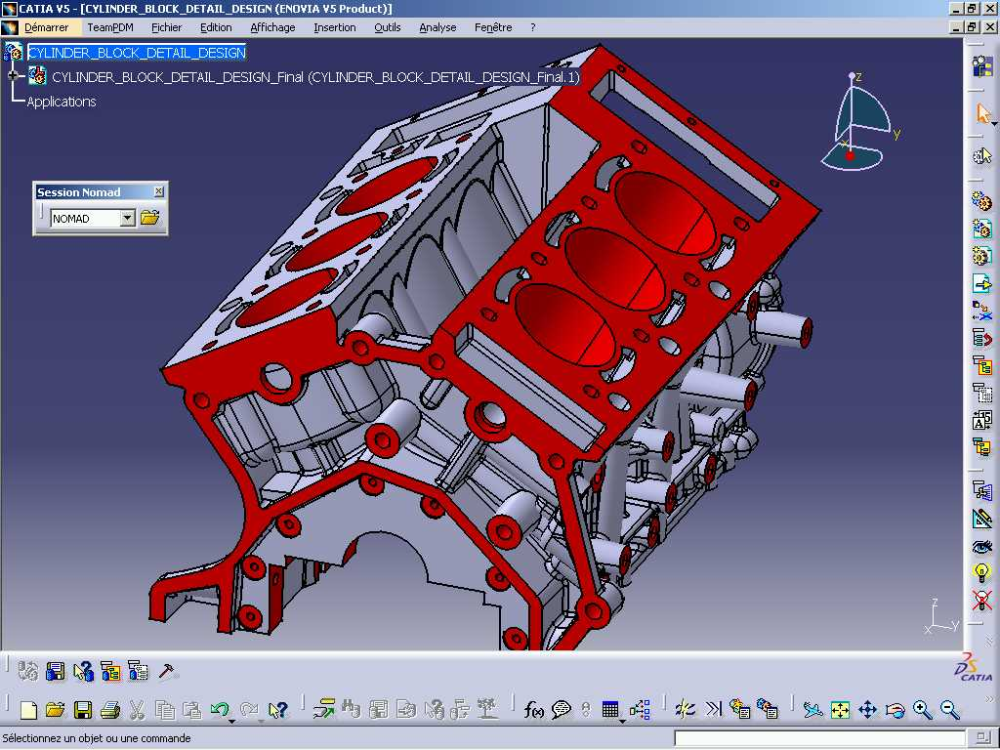 CATIA V5 - [CYLINDER_BLOCK_DETAIL_DESIGN (ENOVIA V5 Product)]
Démarrer TeamPDM Fichier Edition Affichage Insertion Outils Analyse Fenêtre ?
CYLINDER_BLOCK_DETAIL_DESIGN
CYLINDER_BLOCK_DETAIL_DESIGN_Final (CYLINDER_BLOCK_DETAIL_DESIGN_Final.1)
Applications
z
y
x
Session Nomad
NOMAD
z
x y
CATIA
f(x)
Sélectionnez un objet ou une commande